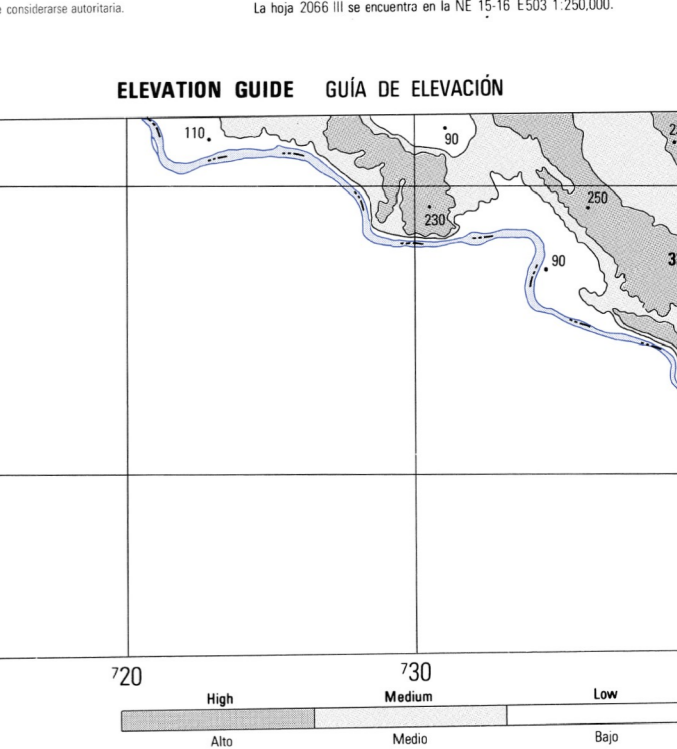 considerarse autoritaria.
La hoja 2066 III se encuentra en la NE 15-16 E503 1:250,000.
ELEVATION GUIDE GUÍA DE ELEVACIÓN
110
90
250
230
90
720
730
High Medium Low
Alto Medio Bajo